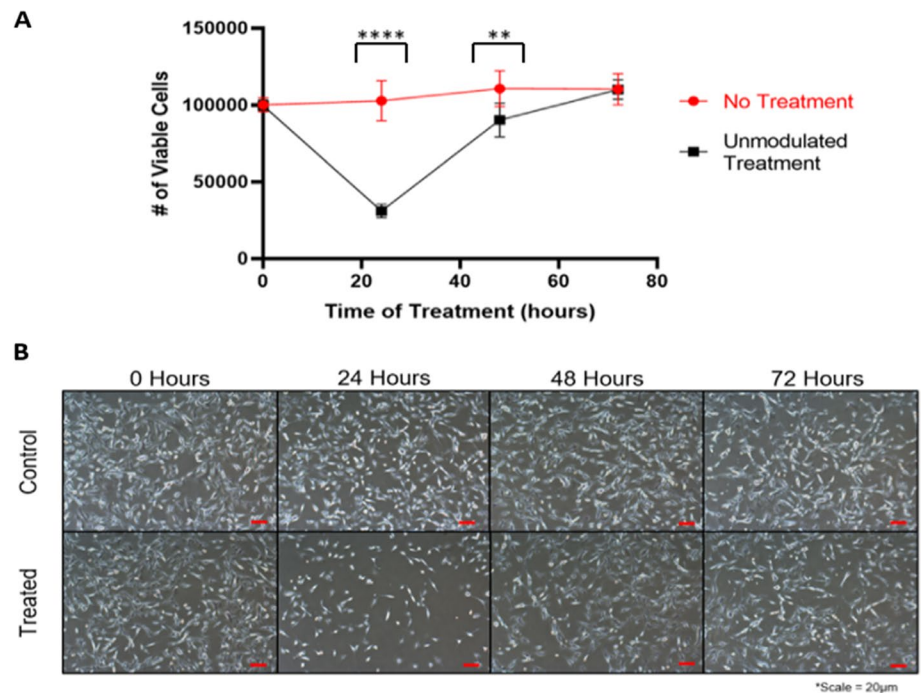 A
150000
100000
50000
0
# of Viable Cells
****
**
0 20 40 60 80
Time of Treatment (hours)
No Treatment
Unmodulated
Treatment
B
0 Hours 24 Hours 48 Hours 72 Hours
Control
Treated
*Scale = 20µm